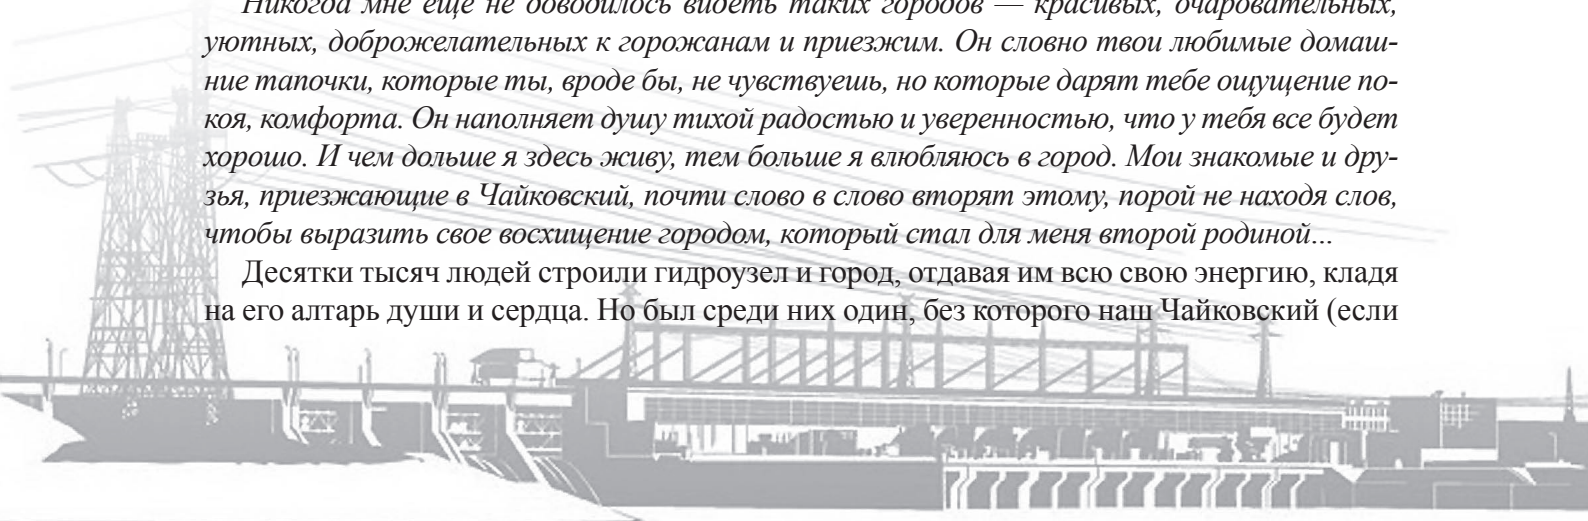 Никогда мне еще не доводилось видеть таких городов — красивых, очаровательных,
уютных, доброжелательных к горожанам и приезжим. Он словно твои любимые домаш-
ние тапочки, которые ты, вроде бы, не чувствуешь, но которые дарят тебе ощущение по-
коя, комфорта. Он наполняет душу тихой радостью и уверенностью, что у тебя все будет
хорошо. И чем дольше я здесь живу, тем больше я влюбляюсь в город. Мои знакомые и дру-
зья, приезжающие в Чайковский, почти слово в слово вторят этому, порой не находя слов,
чтобы выразить свое восхищение городом, который стал для меня второй родиной...
Десятки тысяч людей строили гидроузел и город, отдавая им всю свою энергию, кладя
на его алтарь души и сердца. Но был среди них один, без которого наш Чайковский (если